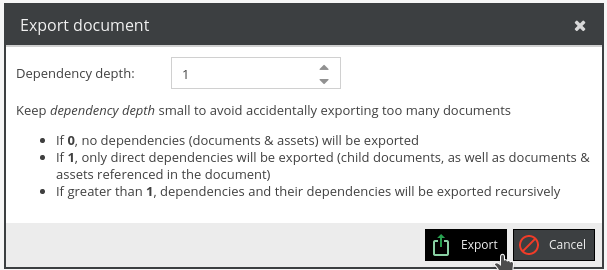 Export document
Dependency depth: 1
Keep dependency depth small to avoid accidentally exporting too many documents
• If 0, no dependencies (documents & assets) will be exported
• If 1, only direct dependencies will be exported (child documents, as well as documents &
assets referenced in the document)
• If greater than 1, dependencies and their dependencies will be exported recursively
Export Cancel